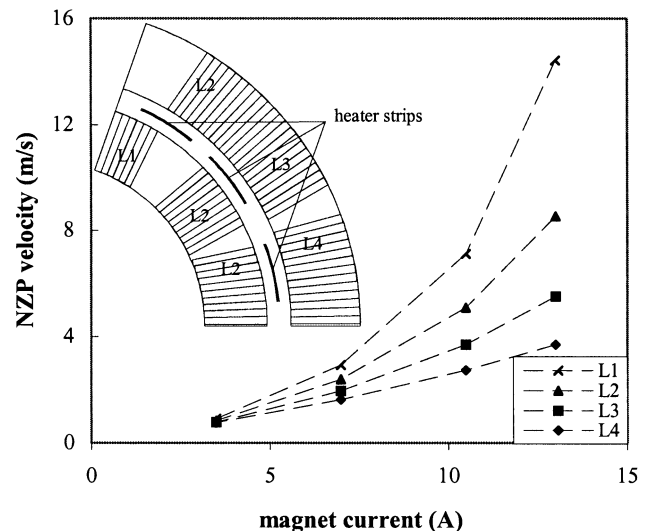 16
12
8
4
0
0
5
10
15
NZP velocity (m/s)
magnet current (A)
heater strips
L2
L1
L3
L2
L4
L2
L1
L2
L3
L4